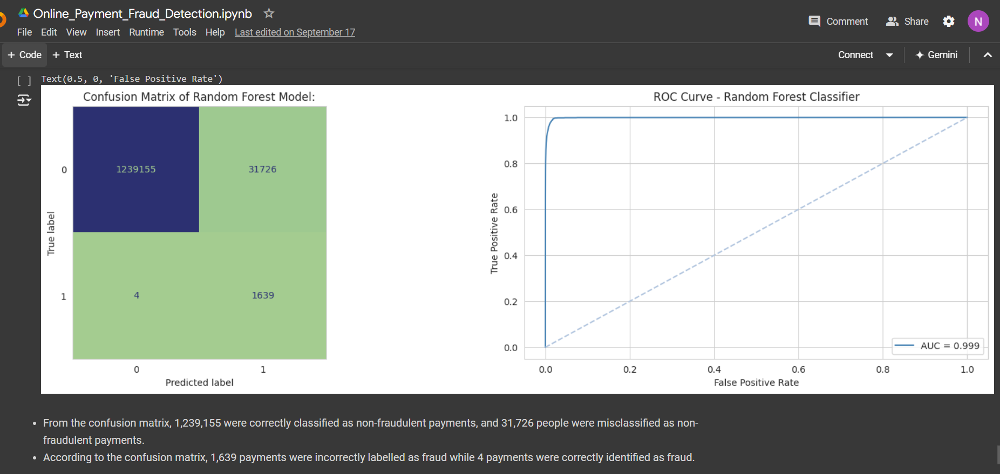 Online_Payment_Fraud_Detection.ipynb
Comment
Share
N
File Edit View Insert Runtime Tools Help Last edited on September 17
+ Code + Text
Connect
Gemini
[ ] Text(0.5, 0, 'False Positive Rate')
Confusion Matrix of Random Forest Model:
True label
0
1239155
31726
1
4
1639
0
1
Predicted label
ROC Curve - Random Forest Classifier
True Positive Rate
1.0
0.8
0.6
0.4
0.2
0.0
AUC = 0.999
0.0
0.2
0.4
0.6
0.8
1.0
False Positive Rate
• From the confusion matrix, 1,239,155 were correctly classified as non-fraudulent payments, and 31,726 people were misclassified as non-
fraudulent payments.
• According to the confusion matrix, 1,639 payments were incorrectly labelled as fraud while 4 payments were correctly identified as fraud.